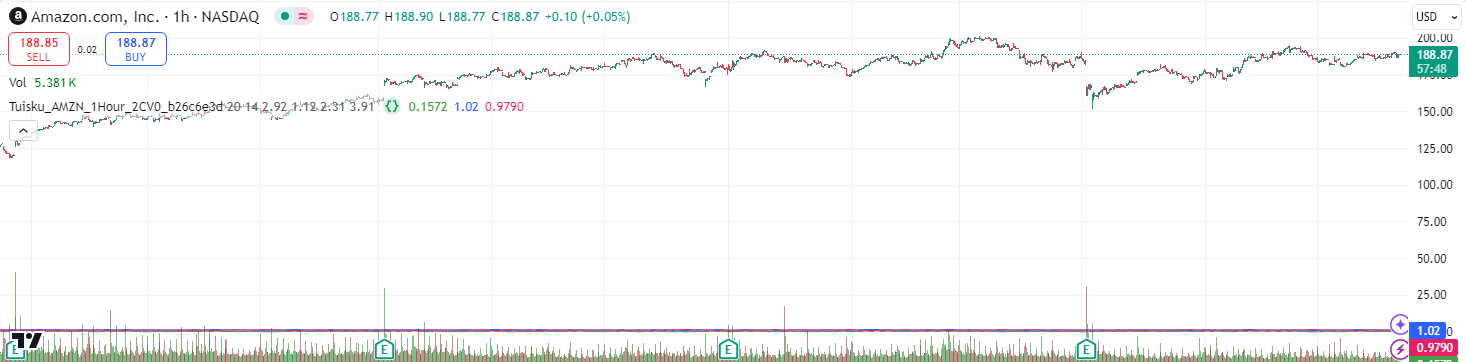 a Amazon.com, Inc. · 1h · NASDAQ ≈ O188.77 H188.90 L188.77 C188.87 +0.10 (+0.05%) USD
188.85 SELL 0.02 188.87 BUY
200.00
188.87
57:48
Vol 5.381K
Tuisku_AMZN_1Hour_2CV0_b26c6e3d 20 14 2.92 1.12 2.31 3.91 {} 0.1572 1.02 0.9790
150.00
125.00
100.00
75.00
50.00
25.00
1.02
0.9790
E E E E